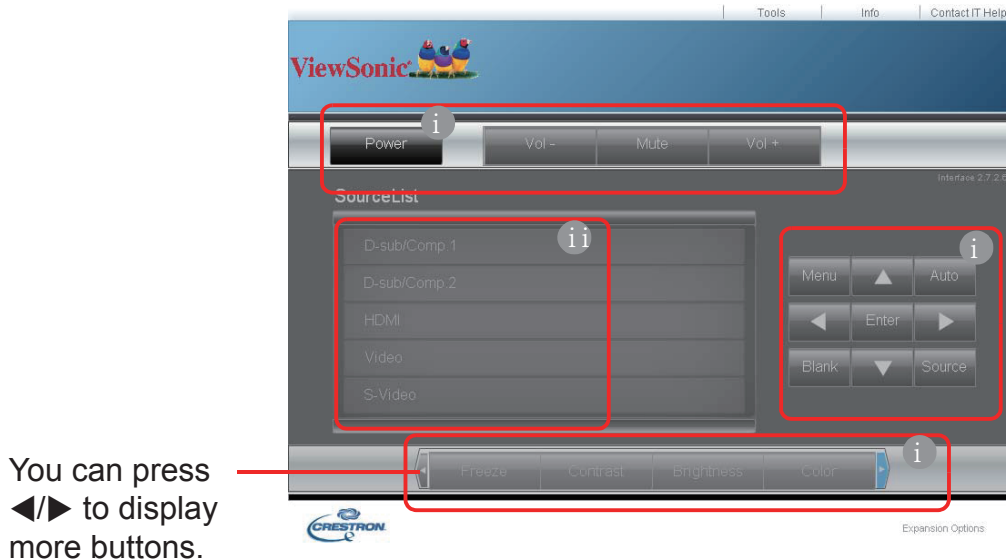 Tools Info Contact IT Help
ViewSonic
i
Power Vol - Mute Vol +
Interface 2.7.2.6
SourceList
ii
i
D-sub/Comp.1
D-sub/Comp.2
HDMI
Video
S-Video
Menu ▲ Auto
◀ Enter ▶
Blank ▼ Source
i
Freeze Contrast Brightness Color
You can press
◀/▶ to display
more buttons.
CRESTRON
Expansion Options